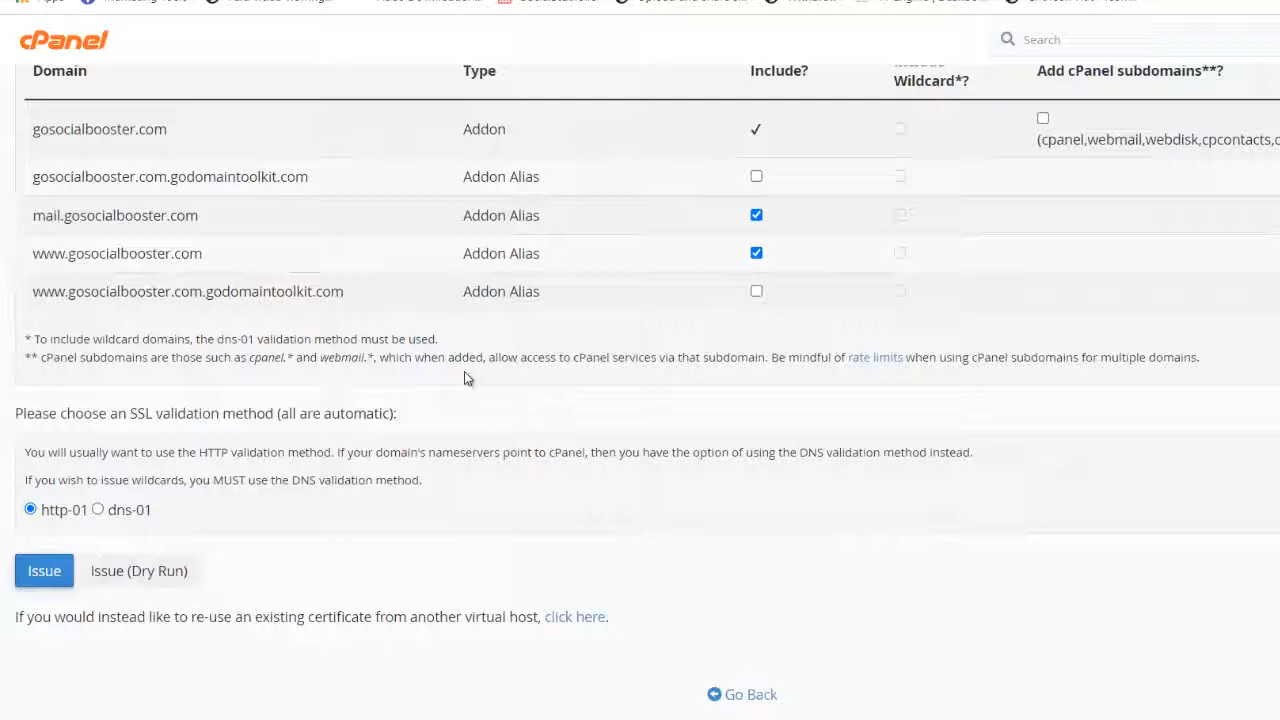 Apps
cPanel
Search
Domain Type Include? Wildcard*? Add cPanel subdomains**?
gosocialbooster.com Addon ✓
(cpanel,webmail,webdisk,cpcontacts,c
gosocialbooster.com.godomaintoolkit.com Addon Alias
mail.gosocialbooster.com Addon Alias
www.gosocialbooster.com Addon Alias
www.gosocialbooster.com.godomaintoolkit.com Addon Alias
* To include wildcard domains, the dns-01 validation method must be used.
** cPanel subdomains are those such as cpanel.* and webmail.*, which when added, allow access to cPanel services via that subdomain. Be mindful of rate limits when using cPanel subdomains for multiple domains.
Please choose an SSL validation method (all are automatic):
You will usually want to use the HTTP validation method. If your domain's nameservers point to cPanel, then you have the option of using the DNS validation method instead.
If you wish to issue wildcards, you MUST use the DNS validation method.
http-01 dns-01
Issue Issue (Dry Run)
If you would instead like to re-use an existing certificate from another virtual host, click here.
Go Back